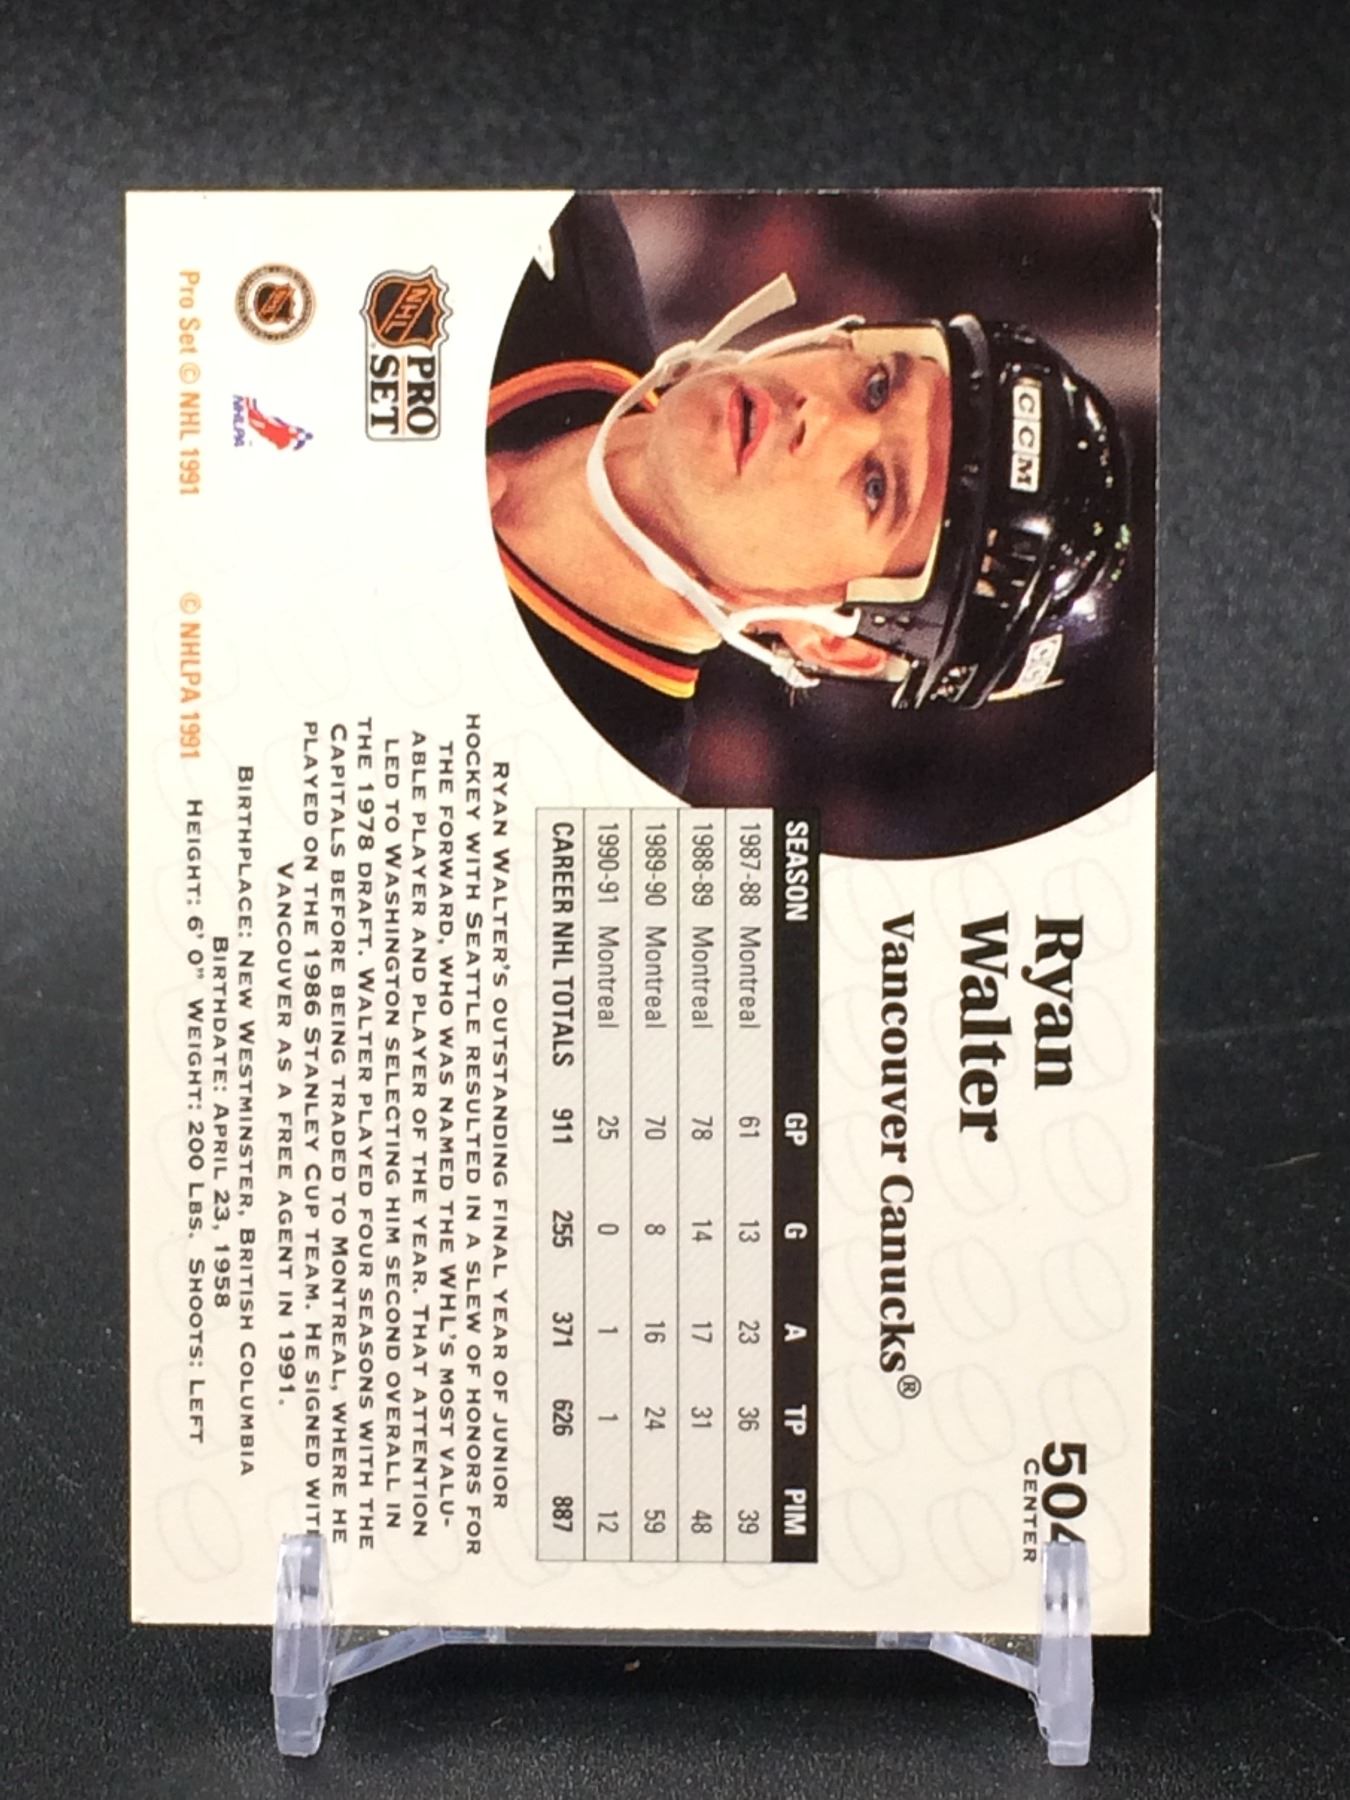 Ryan
Walter
Vancouver Canucks®
504
CENTER
CCM
SEASON GP G A TP PIM
1987-88 Montreal 61 13 23 36 39
1988-89 Montreal 78 14 17 31 48
1989-90 Montreal 70 8 16 24 59
1990-91 Montreal 25 0 1 1 12
CAREER NHL TOTALS 911 255 371 626 887
RYAN WALTER'S OUTSTANDING FINAL YEAR OF JUNIOR
HOCKEY WITH SEATTLE RESULTED IN A SLEW OF HONORS FOR
THE FORWARD, WHO WAS NAMED THE WHL'S MOST VALU-
ABLE PLAYER AND PLAYER OF THE YEAR. THAT ATTENTION
LED TO WASHINGTON SELECTING HIM SECOND OVERALL IN
THE 1978 DRAFT. WALTER PLAYED FOUR SEASONS WITH THE
CAPITALS BEFORE BEING TRADED TO MONTREAL, WHERE HE
PLAYED ON THE 1986 STANLEY CUP TEAM. HE SIGNED WITH
VANCOUVER AS A FREE AGENT IN 1991.
BIRTHPLACE: NEW WESTMINSTER, BRITISH COLUMBIA
BIRTHDATE: APRIL 23, 1958
HEIGHT: 6' 0" WEIGHT: 200 LBS. SHOOTS: LEFT
NHL
PRO
SET
NHLPA
Pro Set © NHL 1991
© NHLPA 1991